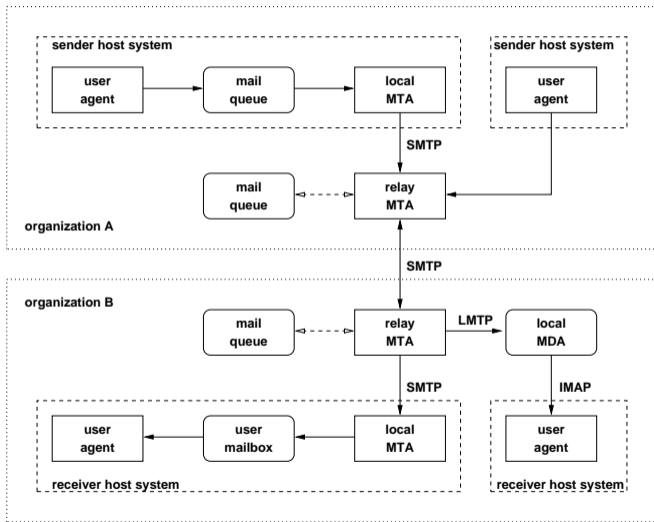 sender host system
sender host system
user
agent
mail
queue
local
MTA
user
agent
SMTP
mail
queue
relay
MTA
organization A
SMTP
organization B
mail
queue
relay
MTA
LMTP
local
MDA
SMTP
IMAP
user
agent
user
mailbox
local
MTA
user
agent
receiver host system
receiver host system